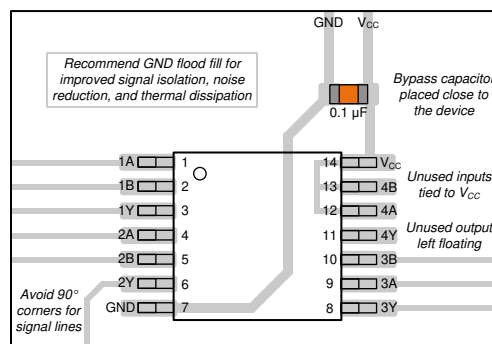 GND VCC
Recommend GND flood fill for
improved signal isolation, noise
reduction, and thermal dissipation
Bypass capacitor
placed close to
the device
0.1 µF
1A 1 14 VCC
1B 2 13 4B
1Y 3 12 4A
2A 4 11 4Y
2B 5 10 3B
2Y 6 9 3A
GND 7 8 3Y
Unused inputs
tied to VCC
Unused output
left floating
Avoid 90°
corners for
signal lines